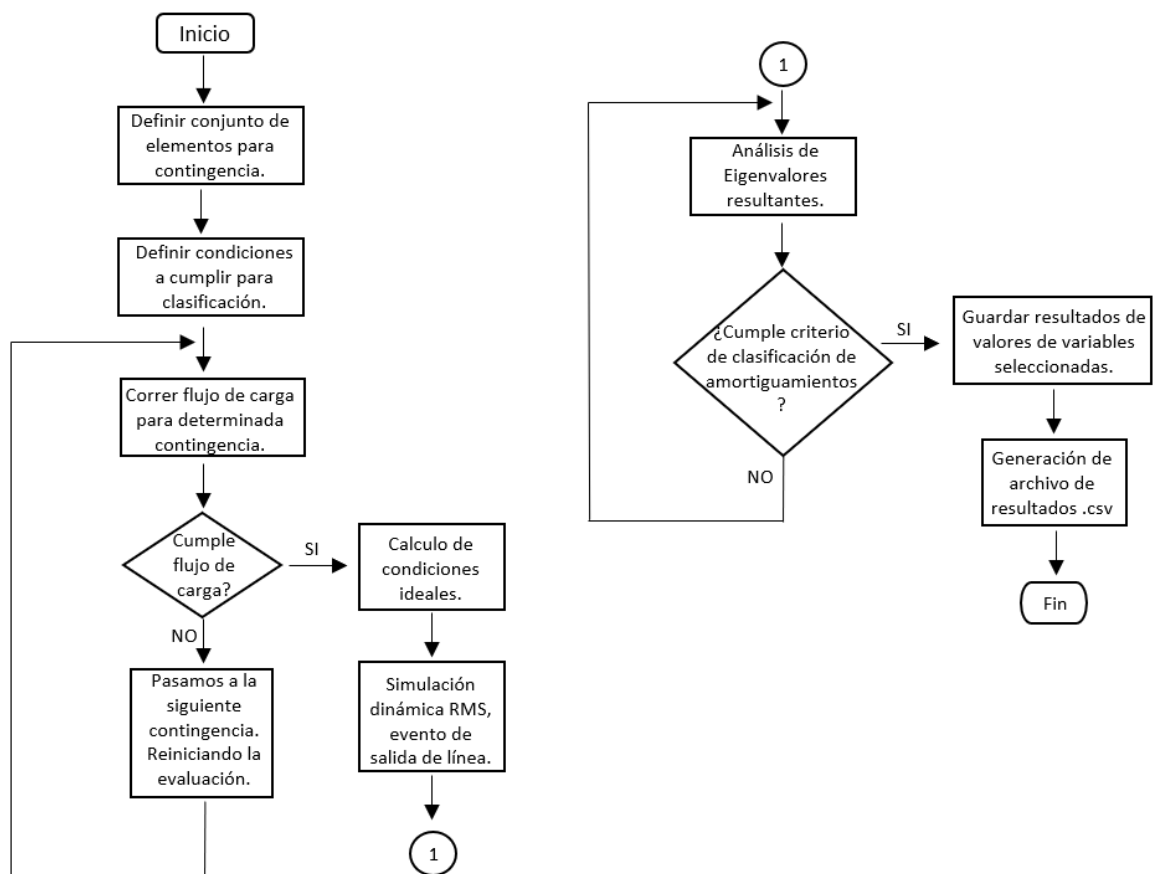 Inicio
Definir conjunto de
elementos para
contingencia.
Definir condiciones
a cumplir para
clasificación.
Correr flujo de carga
para determinada
contingencia.
Cumple
flujo de
carga?
SI
NO
Calculo de
condiciones
ideales.
Pasamos a la
siguiente
contingencia.
Reiniciando la
evaluación.
Simulación
dinámica RMS,
evento de
salida de línea.
1
1
Análisis de
Eigenvalores
resultantes.
¿Cumple criterio
de clasificación de
amortiguamientos
?
SI
NO
Guardar resultados de
valores de variables
seleccionadas.
Generación de
archivo de
resultados .csv
Fin